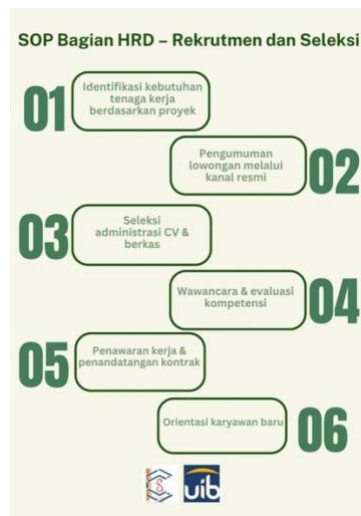 SOP Bagian HRD – Rekrutmen dan Seleksi
01
Identifikasi kebutuhan
tenaga kerja
berdasarkan proyek
Pengumuman
lowongan melalui
kanal resmi
02
03
Seleksi
administrasi CV &
berkas
Wawancara & evaluasi
kompetensi
04
05
Penawaran kerja &
penandatangan kontrak
Orientasi karyawan baru
06
uib